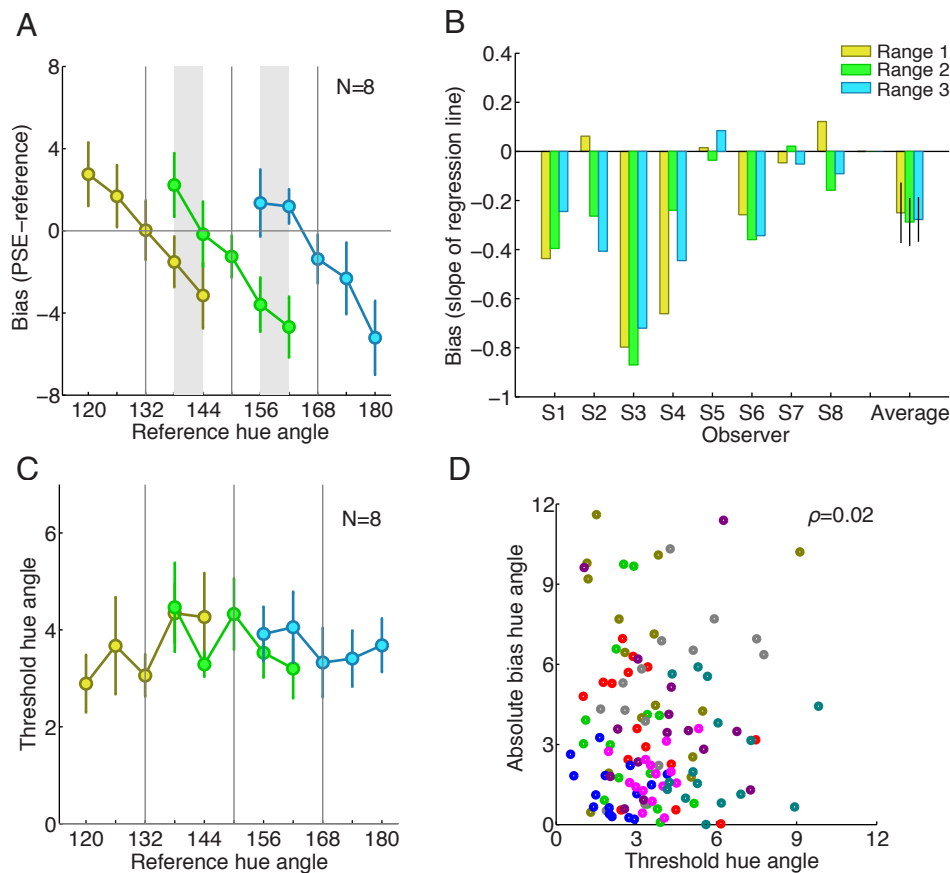 A
Bias (PSE−reference)
8
4
0
−4
−8
N=8
120 132 144 156 168 180
Reference hue angle
B
Bias (slope of regression line)
0.4
0.2
0
−0.2
−0.4
−0.6
−0.8
−1
Range 1
Range 2
Range 3
S1 S2 S3 S4 S5 S6 S7 S8 Average
Observer
C
Threshold hue angle
6
4
2
0
N=8
120 132 144 156 168 180
Reference hue angle
D
Absolute bias hue angle
12
9
6
3
0
ρ=0.02
0 3 6 9 12
Threshold hue angle